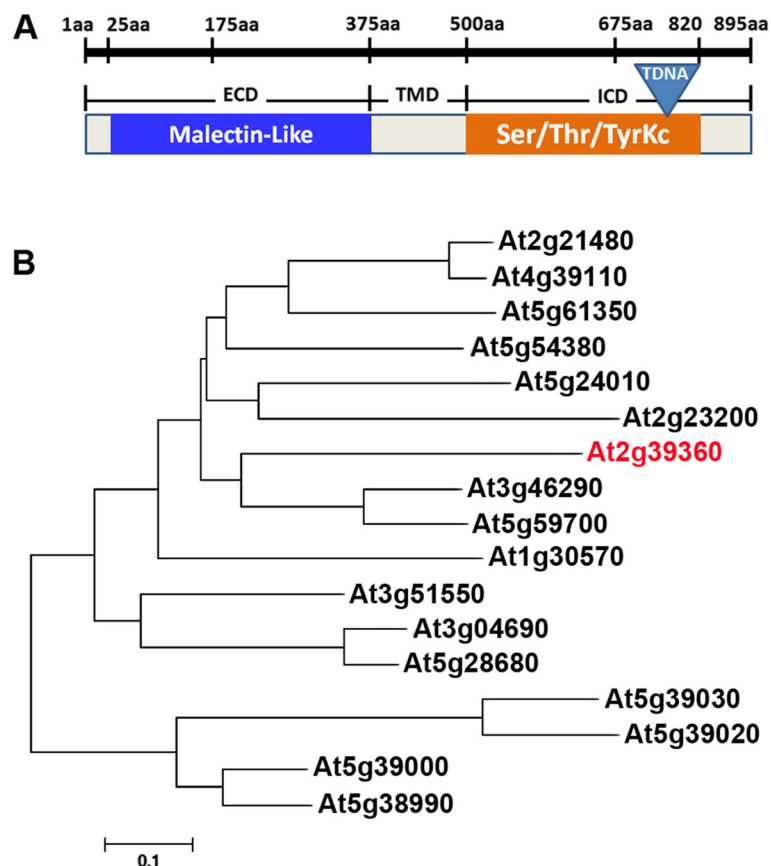 A
1aa 25aa 175aa 375aa 500aa 675aa 820 895aa
TDNA
ECD TMD ICD
Malectin-Like Ser/Thr/TyrKc
B
At2g21480
At4g39110
At5g61350
At5g54380
At5g24010
At2g23200
At2g39360
At3g46290
At5g59700
At1g30570
At3g51550
At3g04690
At5g28680
At5g39030
At5g39020
At5g39000
At5g38990
0.1